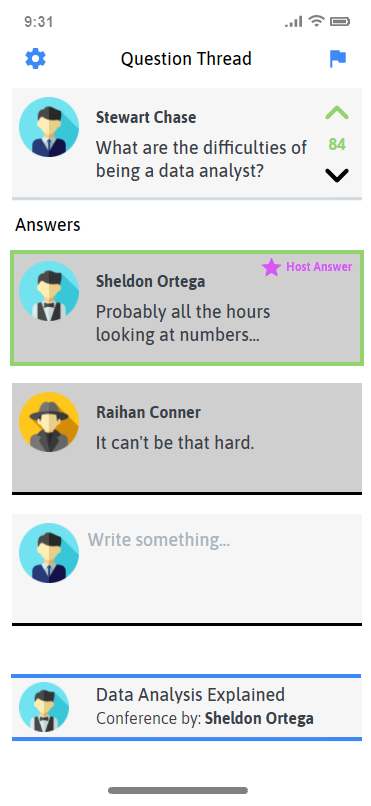 9:31
Question Thread
Stewart Chase
What are the difficulties of
being a data analyst?
84
Answers
Host Answer
Sheldon Ortega
Probably all the hours
looking at numbers...
Raihan Conner
It can't be that hard.
Write something...
Data Analysis Explained
Conference by: Sheldon Ortega